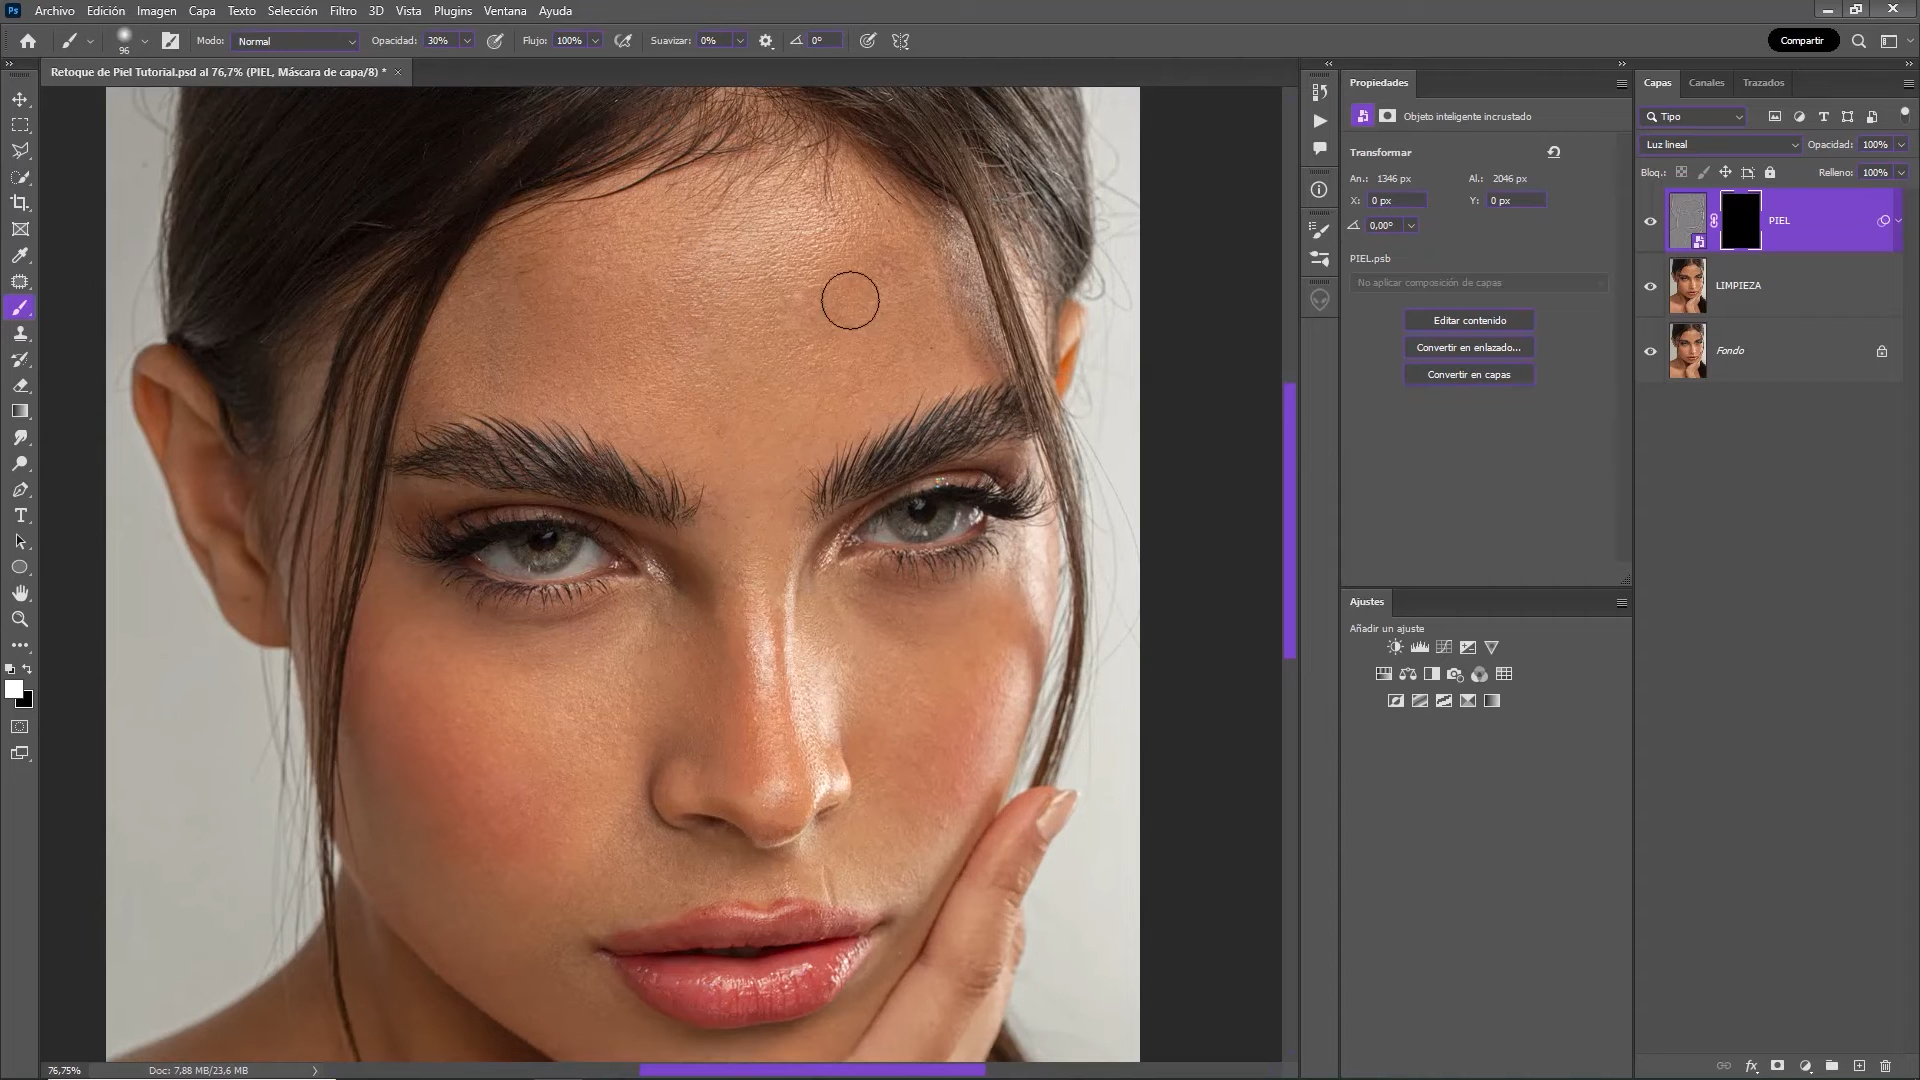 Ps Archivo Edición Imagen Capa Texto Selección Filtro 3D Vista Plugins Ventana Ayuda
96 Modo: Normal Opacidad: 30% Flujo: 100% Suavizar: 0% 0° Compartir
Retoque de Piel Tutorial.psd al 76,7% (PIEL, Máscara de capa/8) * ×
Propiedades
Objeto inteligente incrustado
Transformar
An.: 1346 px Al.: 2046 px
X: 0 px Y: 0 px
0,00°
PIEL.psb
No aplicar composición de capas
Editar contenido
Convertir en enlazado...
Convertir en capas
Ajustes
Añadir un ajuste
Capas Canales Trazados
Tipo
Luz lineal Opacidad: 100%
Bloq.: Relleno: 100%
PIEL
LIMPIEZA
Fondo
fx
76,75% Doc: 7,88 MB/23,6 MB